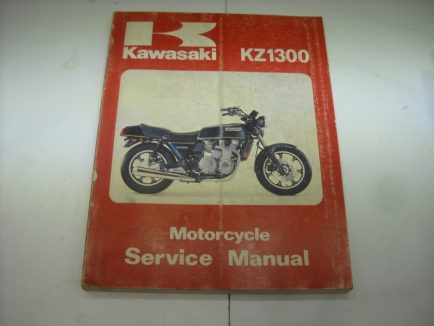 Kawasaki KZ1300
Motorcycle
Service Manual